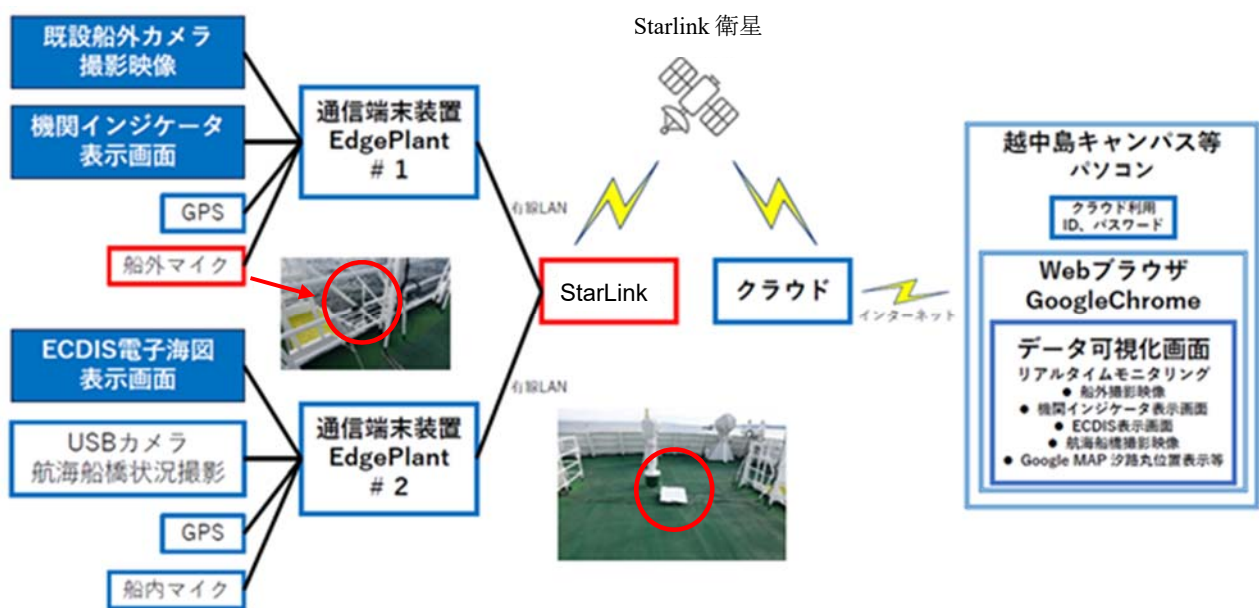 既設船外カメラ
撮影映像
機関インジケータ
表示画面
GPS
船外マイク
通信端末装置
EdgePlant
# 1
ECDIS電子海図
表示画面
USBカメラ
航海船橋状況撮影
GPS
船内マイク
通信端末装置
EdgePlant
# 2
有線LAN
有線LAN
StarLink
Starlink 衛星
クラウド
インターネット
越中島キャンパス等
パソコン
クラウド利用
ID、パスワード
Webブラウザ
GoogleChrome
データ可視化画面
リアルタイムモニタリング
● 船外撮影映像
● 機関インジケータ表示画面
● ECDIS表示画面
● 航海船橋撮影映像
● Google MAP 汐路丸位置表示等